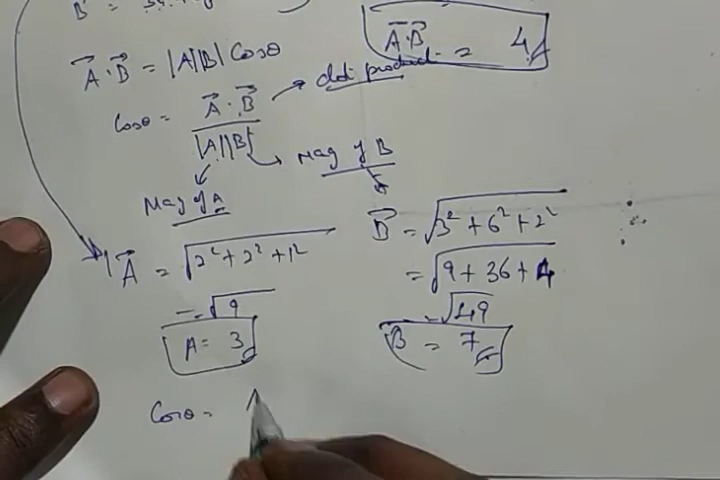 A⃗·B⃗ = 4
A⃗·B⃗ = |A||B| Cosθ
Cosθ = A⃗·B⃗ / |A||B| → dot product
Mag of B
Mag of A
|A⃗ = √2² + 2² + 1²
= √9
A = 3
B⃗ = √3² + 6² + 2²
= √9 + 36 + 4
= √49
B = 7
Cosθ =